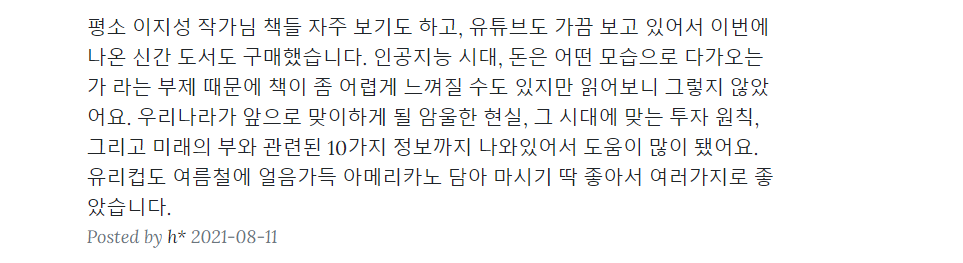 평소 이지성 작가님 책들 자주 보기도 하고, 유튜브도 가끔 보고 있어서 이번에
나온 신간 도서도 구매했습니다. 인공지능 시대, 돈은 어떤 모습으로 다가오는
가 라는 부제 때문에 책이 좀 어렵게 느껴질 수도 있지만 읽어보니 그렇지 않았
어요. 우리나라가 앞으로 맞이하게 될 암울한 현실, 그 시대에 맞는 투자 원칙,
그리고 미래의 부와 관련된 10가지 정보까지 나와있어서 도움이 많이 됐어요.
유리컵도 여름철에 얼음가득 아메리카노 담아 마시기 딱 좋아서 여러가지로 좋
았습니다.
Posted by h* 2021-08-11